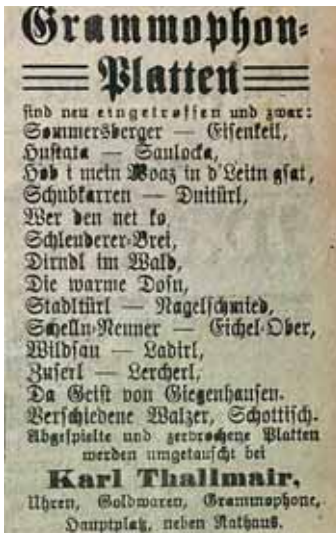 Grammophon-
Platten
sind neu eingetroffen und zwar:
Sommersberger — Eisenkeil,
Hustata — Saulocka,
Hob i mein Woaz in d'Leitn gsat,
Schubkarren — Duitürl,
Wer den net ko,
Schleuderer-Brei,
Dirndl im Wald,
Die warme Dosn,
Stadltürl — Nagelschmied,
Schelln-Neuner — Eichel-Ober,
Wildsau — Ladirl,
Zuserl — Lercherl,
Da Geist von Giegenhausen.
Verschiedene Walzer, Schottisch.
Abgespielte und zerbrochene Platten
werden umgetauscht bei
Karl Thallmair,
Uhren, Goldwaren, Grammophone,
Hauptplatz, neben Rathaus.